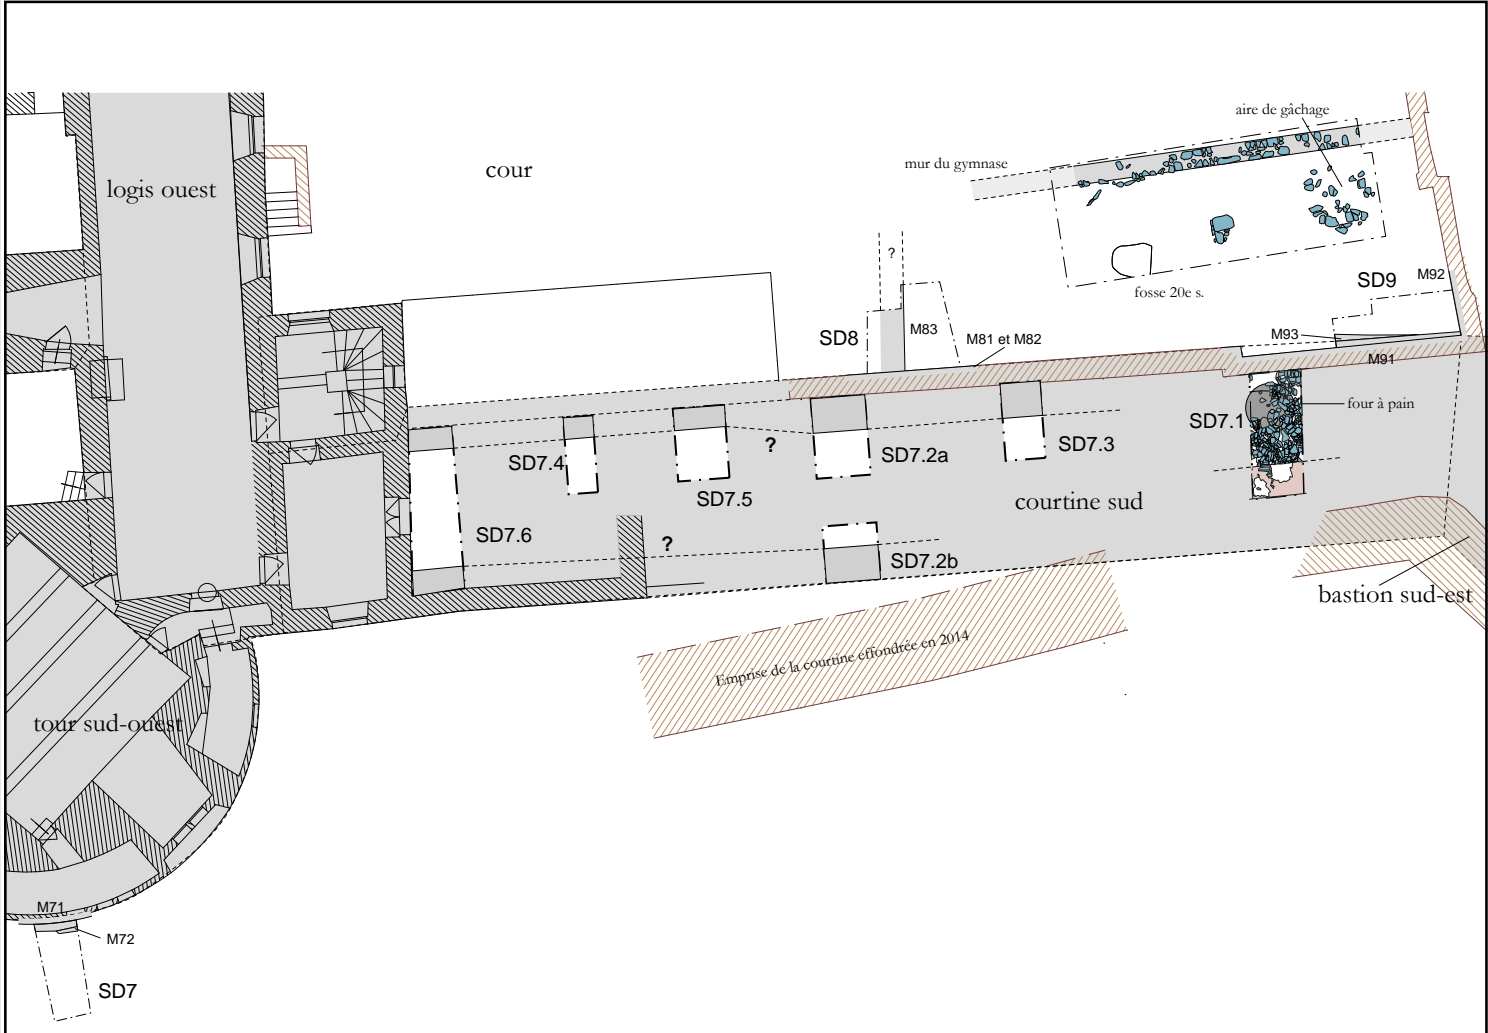 aire de gâchage
mur du gymnase
cour
logis ouest
?
SD9
M92
fosse 20e s.
SD8
M83
M81 et M82
M93
M91
four à pain
SD7.1
?
SD7.4
SD7.2a
SD7.3
SD7.5
courtine sud
SD7.6
?
SD7.2b
bastion sud-est
Emprise de la courtine effondrée en 2014
tour sud-ouest
M71
M72
SD7